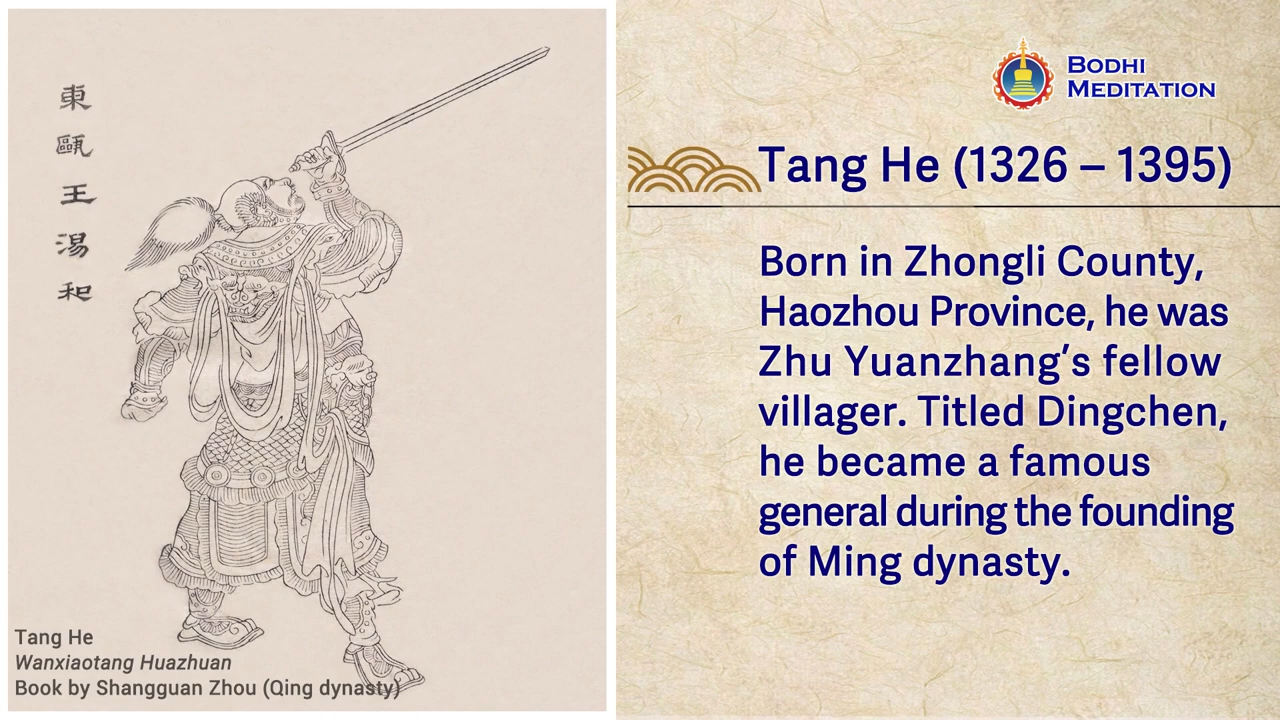 東
甌
王
湯
和
Tang He
Wanxiaotang Huazhuan
Book by Shangguan Zhou (Qing dynasty)
BODHI
MEDITATION
Tang He (1326 – 1395)
Born in Zhongli County,
Haozhou Province, he was
Zhu Yuanzhang’s fellow
villager. Titled Dingchen,
he became a famous
general during the founding
of Ming dynasty.